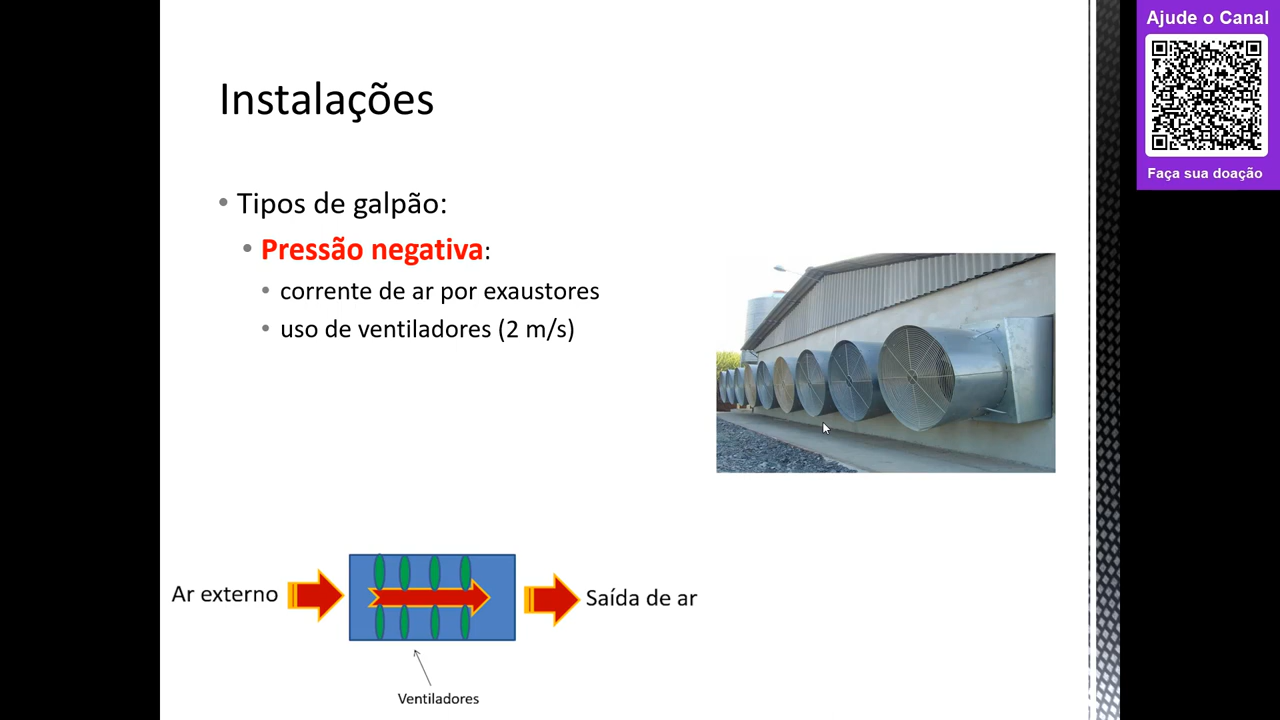 Instalações
• Tipos de galpão:
• Pressão negativa:
• corrente de ar por exaustores
• uso de ventiladores (2 m/s)
Ar externo
Saída de ar
Ventiladores
Ajude o Canal
Faça sua doação